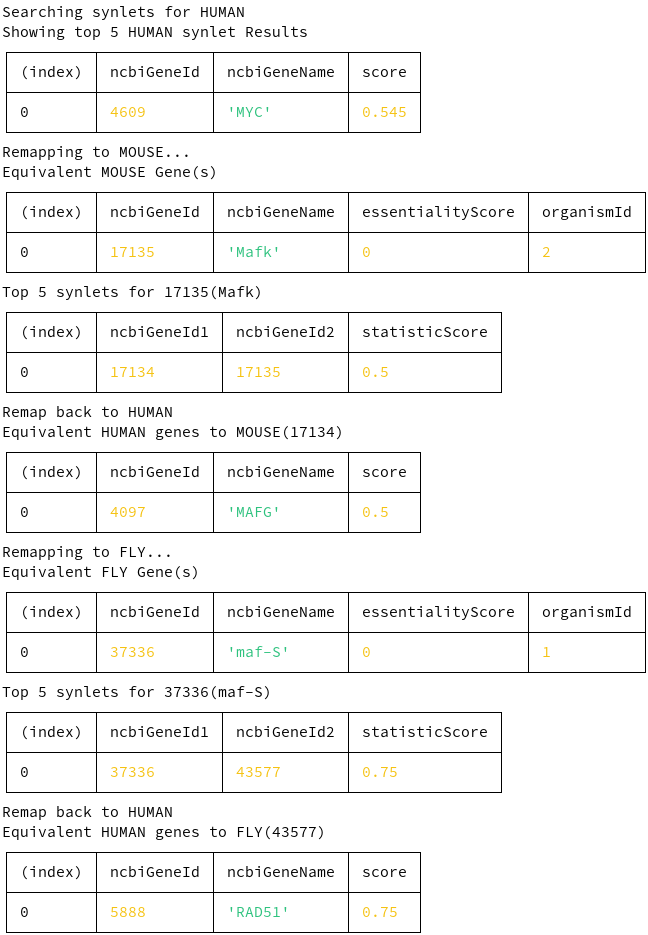 Searching synlets for HUMAN
Showing top 5 HUMAN synlet Results
(index) ncbiGeneId ncbiGeneName score
0 4609 'MYC' 0.545
Remapping to MOUSE...
Equivalent MOUSE Gene(s)
(index) ncbiGeneId ncbiGeneName essentialityScore organismId
0 17135 'Mafk' 0 2
Top 5 synlets for 17135(Mafk)
(index) ncbiGeneId1 ncbiGeneId2 statisticScore
0 17134 17135 0.5
Remap back to HUMAN
Equivalent HUMAN genes to MOUSE(17134)
(index) ncbiGeneId ncbiGeneName score
0 4097 'MAFG' 0.5
Remapping to FLY...
Equivalent FLY Gene(s)
(index) ncbiGeneId ncbiGeneName essentialityScore organismId
0 37336 'maf-S' 0 1
Top 5 synlets for 37336(maf-S)
(index) ncbiGeneId1 ncbiGeneId2 statisticScore
0 37336 43577 0.75
Remap back to HUMAN
Equivalent HUMAN genes to FLY(43577)
(index) ncbiGeneId ncbiGeneName score
0 5888 'RAD51' 0.75